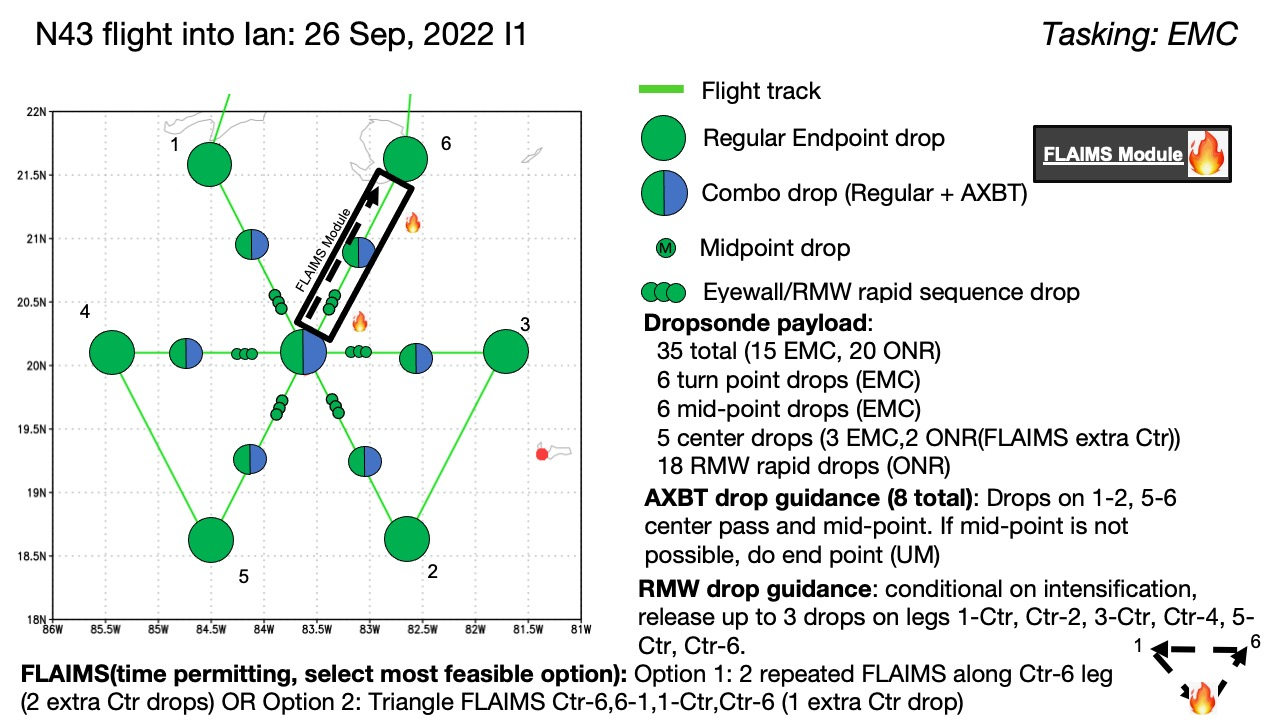 N43 flight into Ian: 26 Sep, 2022 I1
Tasking: EMC
22N
21.5N
21N
20.5N
20N
19.5N
19N
18.5N
18N
86W
85.5W
85W
84.5W
84W
83.5W
83W
82.5W
82W
81.5W
81W
1
6
4
3
5
2
FLAIMS Module
Flight track
Regular Endpoint drop
FLAIMS Module
Combo drop (Regular + AXBT)
M
Midpoint drop
Eyewall/RMW rapid sequence drop
Dropsonde payload:
35 total (15 EMC, 20 ONR)
6 turn point drops (EMC)
6 mid-point drops (EMC)
5 center drops (3 EMC,2 ONR(FLAIMS extra Ctr))
18 RMW rapid drops (ONR)
AXBT drop guidance (8 total): Drops on 1-2, 5-6
center pass and mid-point. If mid-point is not
possible, do end point (UM)
RMW drop guidance: conditional on intensification,
release up to 3 drops on legs 1-Ctr, Ctr-2, 3-Ctr, Ctr-4, 5-
Ctr, Ctr-6.
1
6
FLAIMS(time permitting, select most feasible option): Option 1: 2 repeated FLAIMS along Ctr-6 leg
(2 extra Ctr drops) OR Option 2: Triangle FLAIMS Ctr-6,6-1,1-Ctr,Ctr-6 (1 extra Ctr drop)